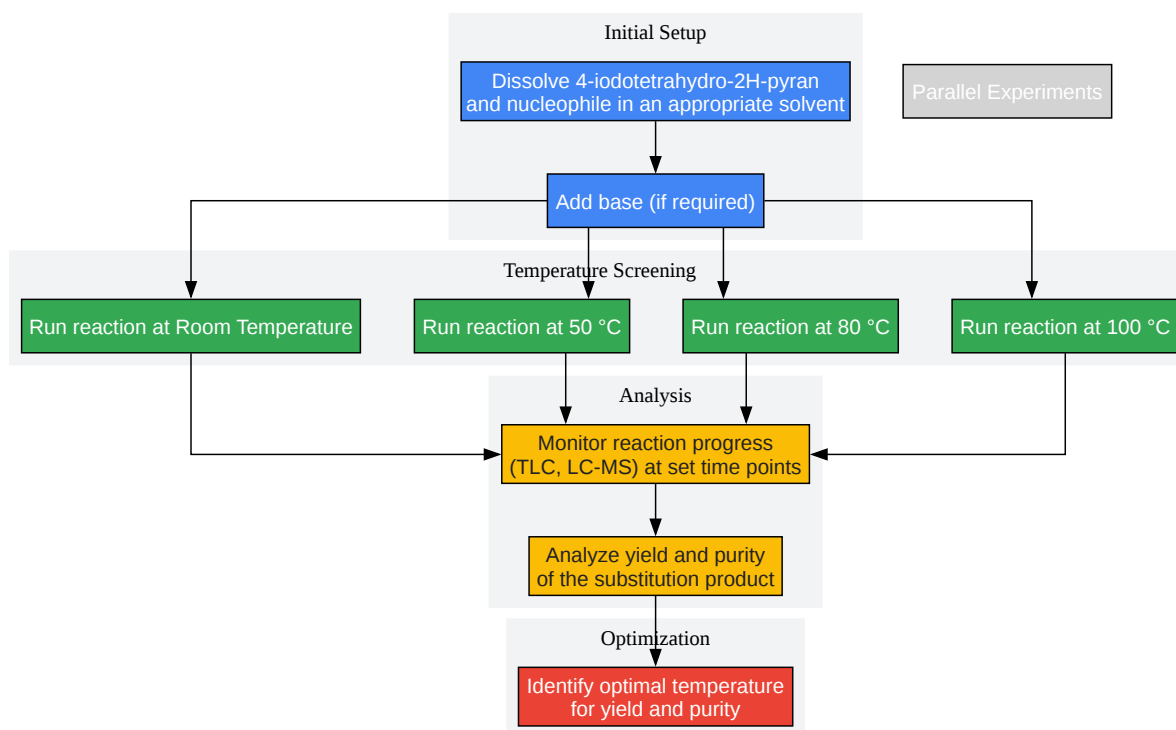 Initial Setup
Dissolve 4-iodotetrahydro-2H-pyran
and nucleophile in an appropriate solvent
Parallel Experiments
Add base (if required)
Temperature Screening
Run reaction at Room Temperature
Run reaction at 50 °C
Run reaction at 80 °C
Run reaction at 100 °C
Analysis
Monitor reaction progress
(TLC, LC-MS) at set time points
Analyze yield and purity
of the substitution product
Optimization
Identify optimal temperature
for yield and purity